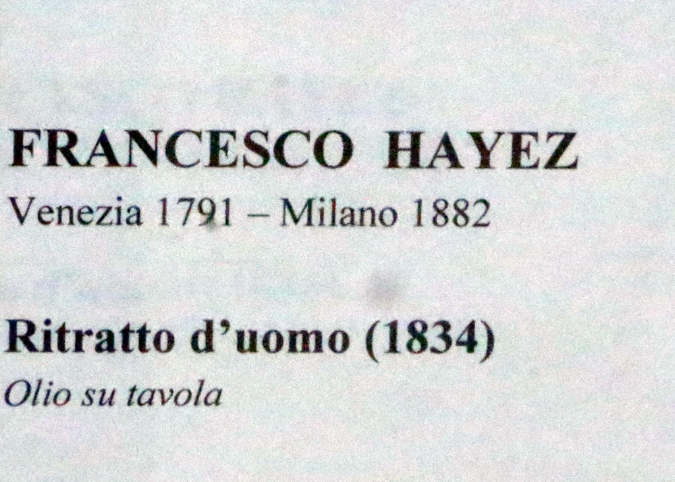 FRANCESCO HAYEZ
Venezia 1791 – Milano 1882
Ritratto d’uomo (1834)
Olio su tavola